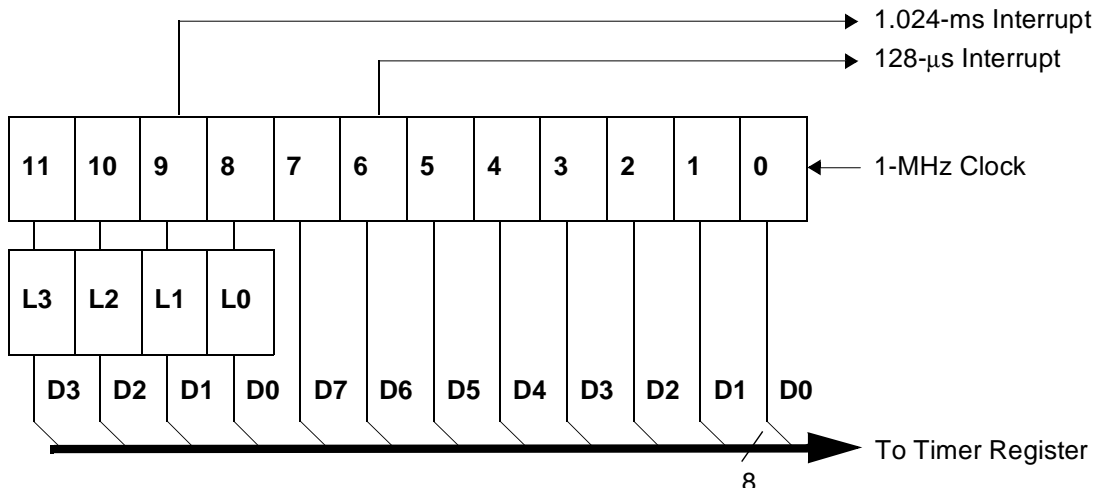 1.024-ms Interrupt
128-μs Interrupt
11 10 9 8 7 6 5 4 3 2 1 0
1-MHz Clock
L3 L2 L1 L0
D3 D2 D1 D0 D7 D6 D5 D4 D3 D2 D1 D0
To Timer Register
8